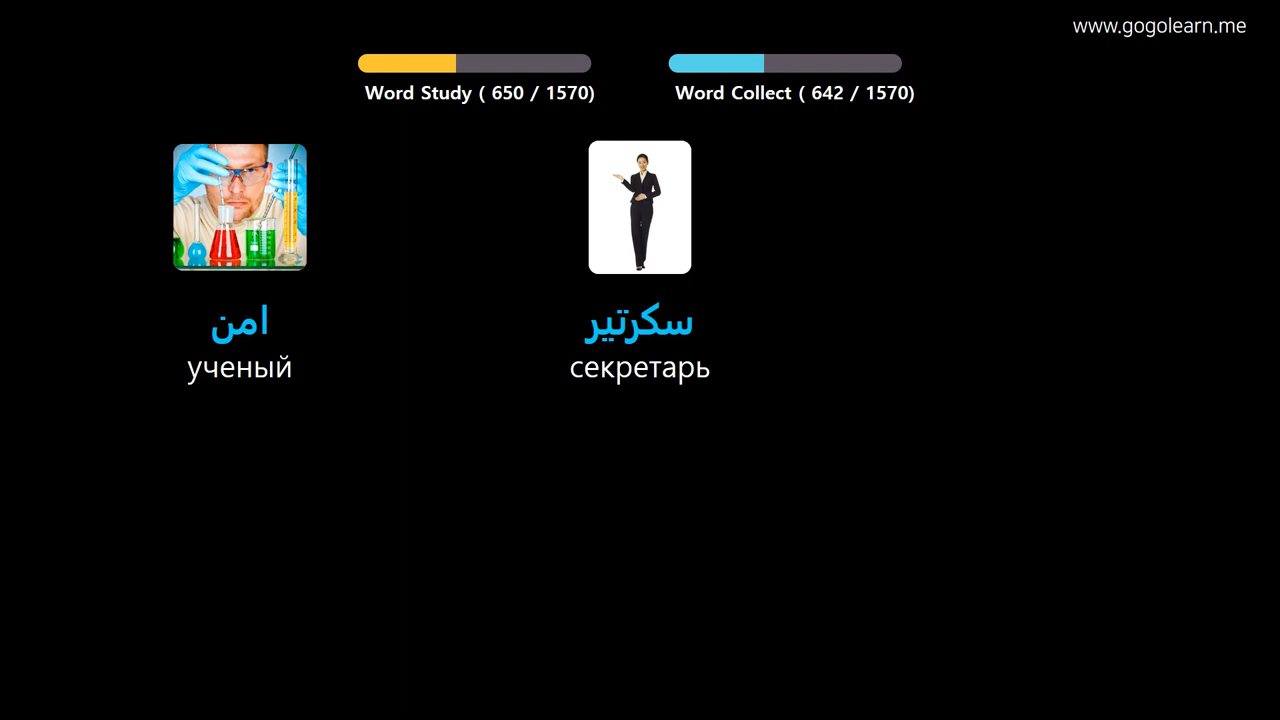 www.gogolearn.me
Word Study ( 650 / 1570)
Word Collect ( 642 / 1570)
امن
ученый
سکرتیر
секретарь